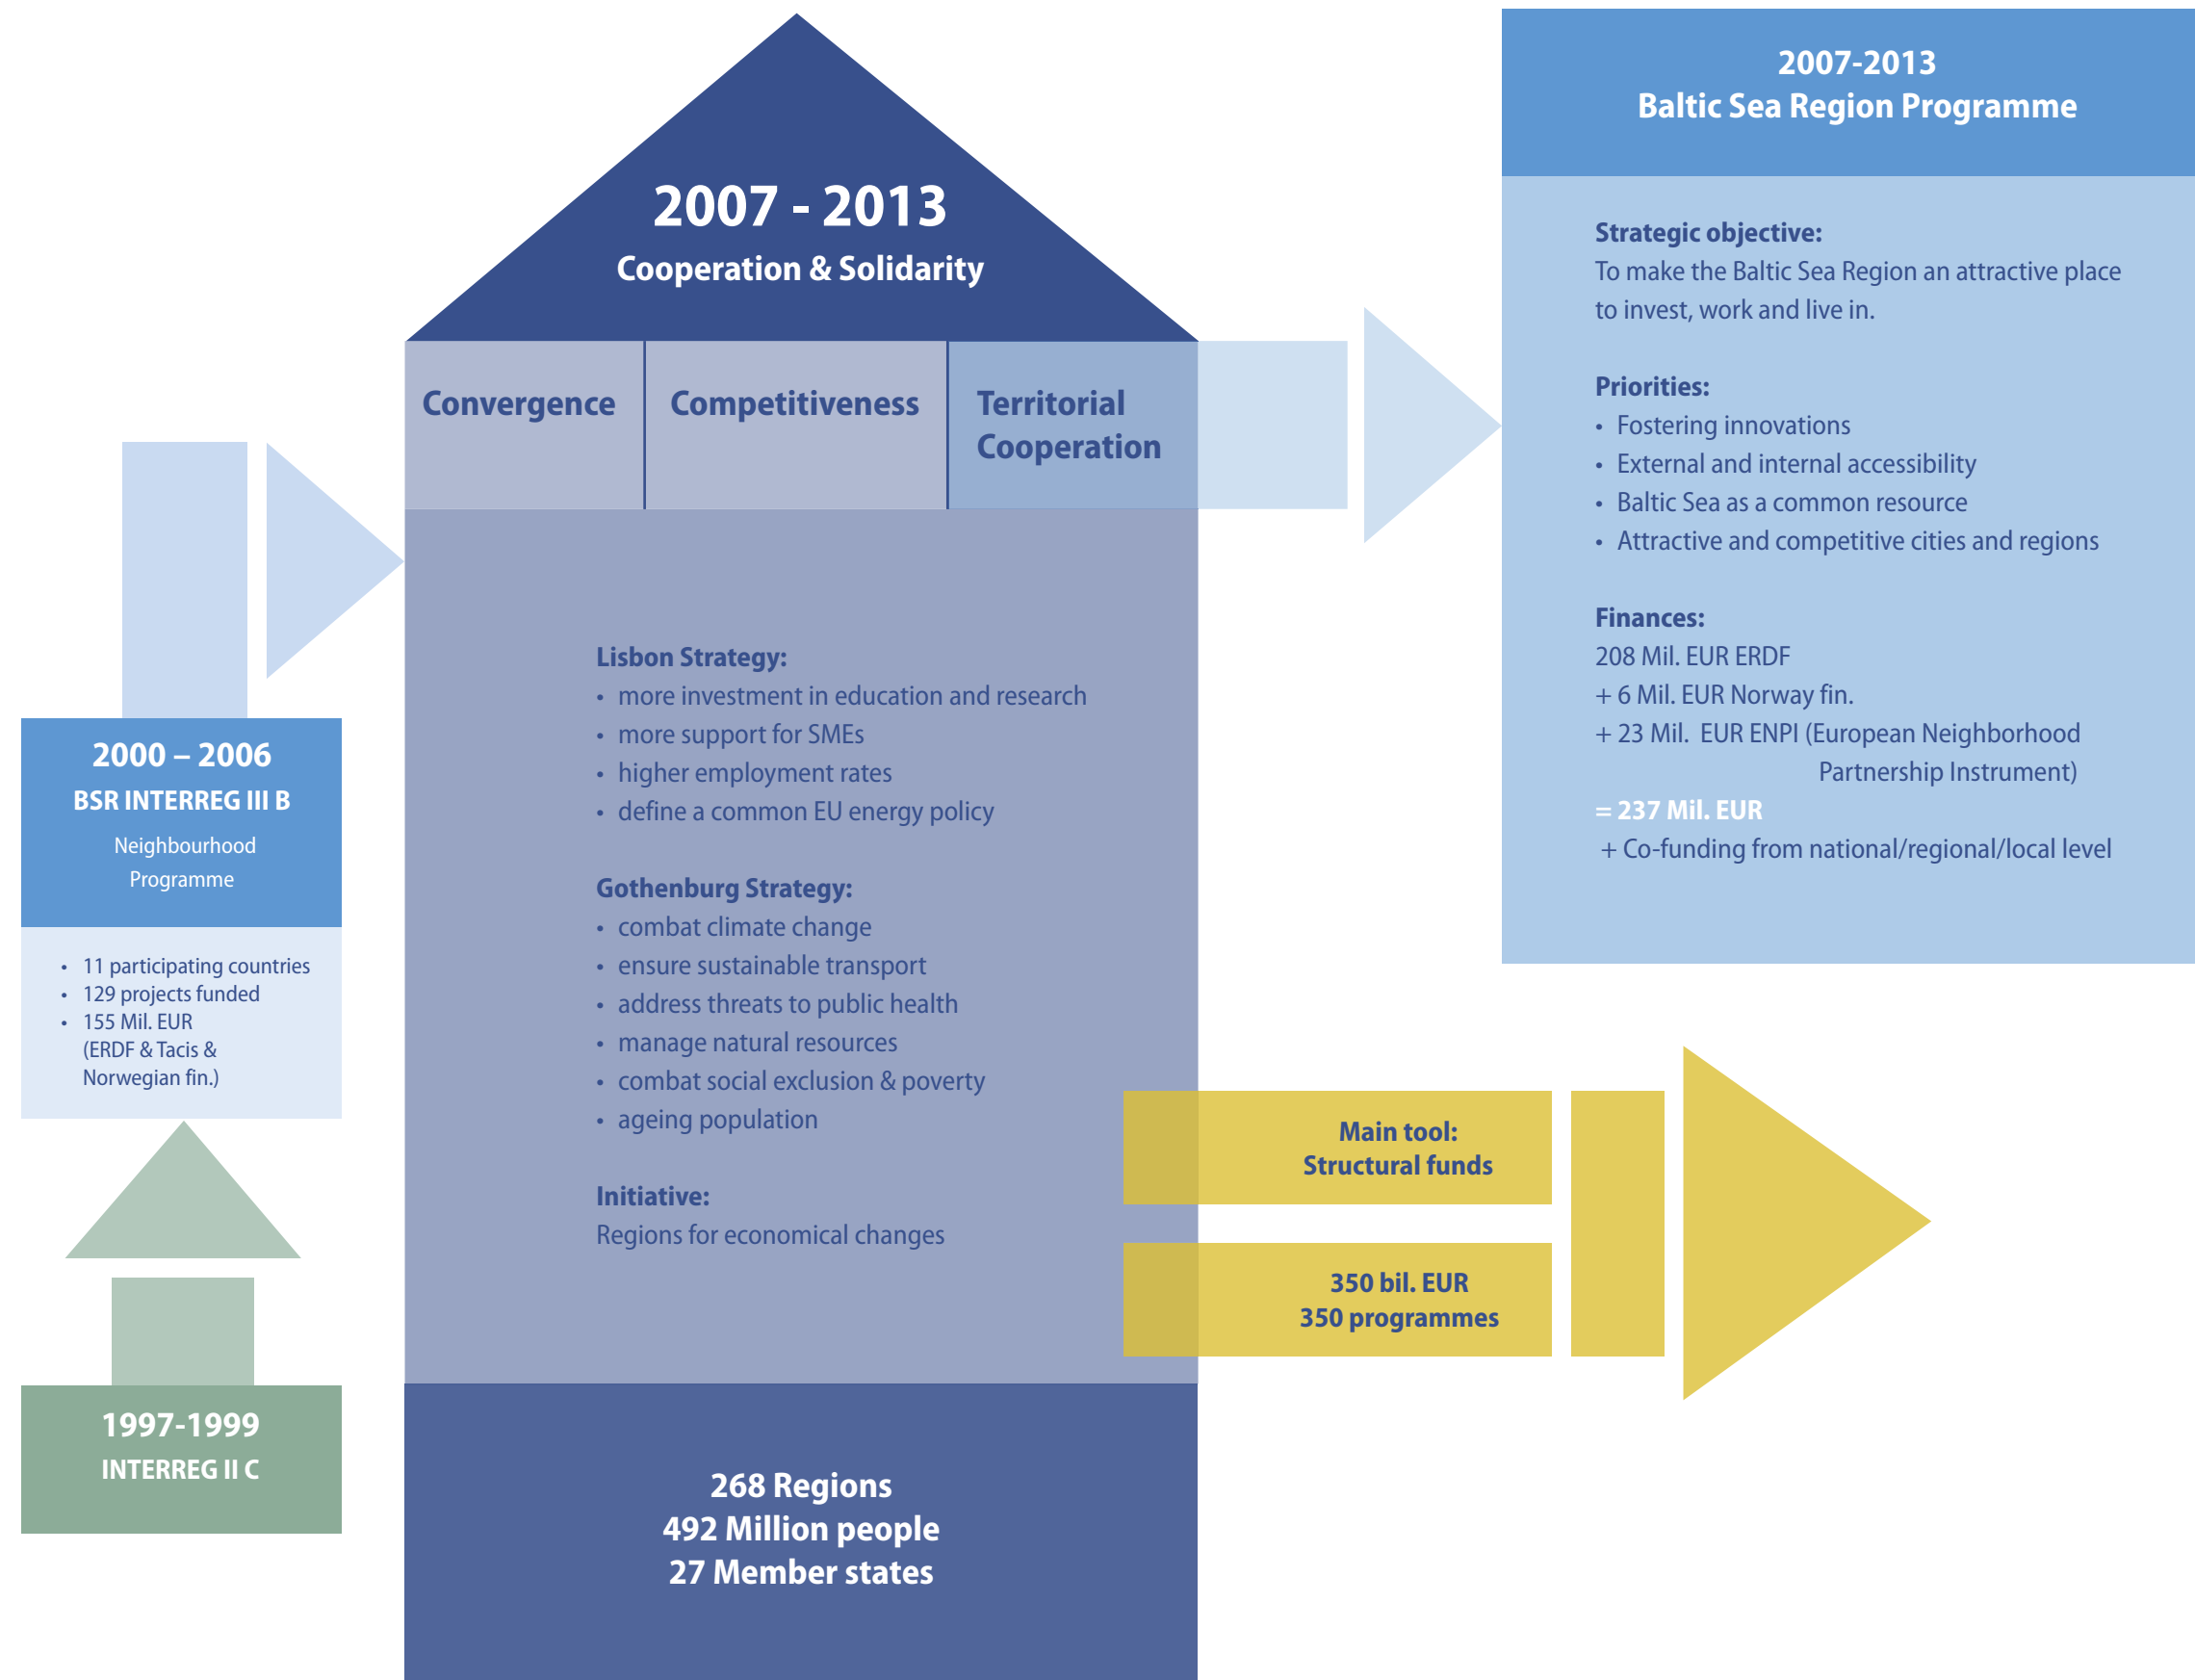 2007 - 2013
Cooperation & Solidarity
Convergence
Competitiveness
Territorial
Cooperation
Lisbon Strategy:
• more investment in education and research
• more support for SMEs
• higher employment rates
• define a common EU energy policy
Gothenburg Strategy:
• combat climate change
• ensure sustainable transport
• address threats to public health
• manage natural resources
• combat social exclusion & poverty
• ageing population
Initiative:
Regions for economical changes
268 Regions
492 Million people
27 Member states
2000 – 2006
BSR INTERREG III B
Neighbourhood
Programme
• 11 participating countries
• 129 projects funded
• 155 Mil. EUR
(ERDF & Tacis &
Norwegian fin.)
1997-1999
INTERREG II C
2007-2013
Baltic Sea Region Programme
Strategic objective:
To make the Baltic Sea Region an attractive place
to invest, work and live in.
Priorities:
• Fostering innovations
• External and internal accessibility
• Baltic Sea as a common resource
• Attractive and competitive cities and regions
Finances:
208 Mil. EUR ERDF
+ 6 Mil. EUR Norway fin.
+ 23 Mil. EUR ENPI (European Neighborhood
Partnership Instrument)
= 237 Mil. EUR
+ Co-funding from national/regional/local level
Main tool:
Structural funds
350 bil. EUR
350 programmes